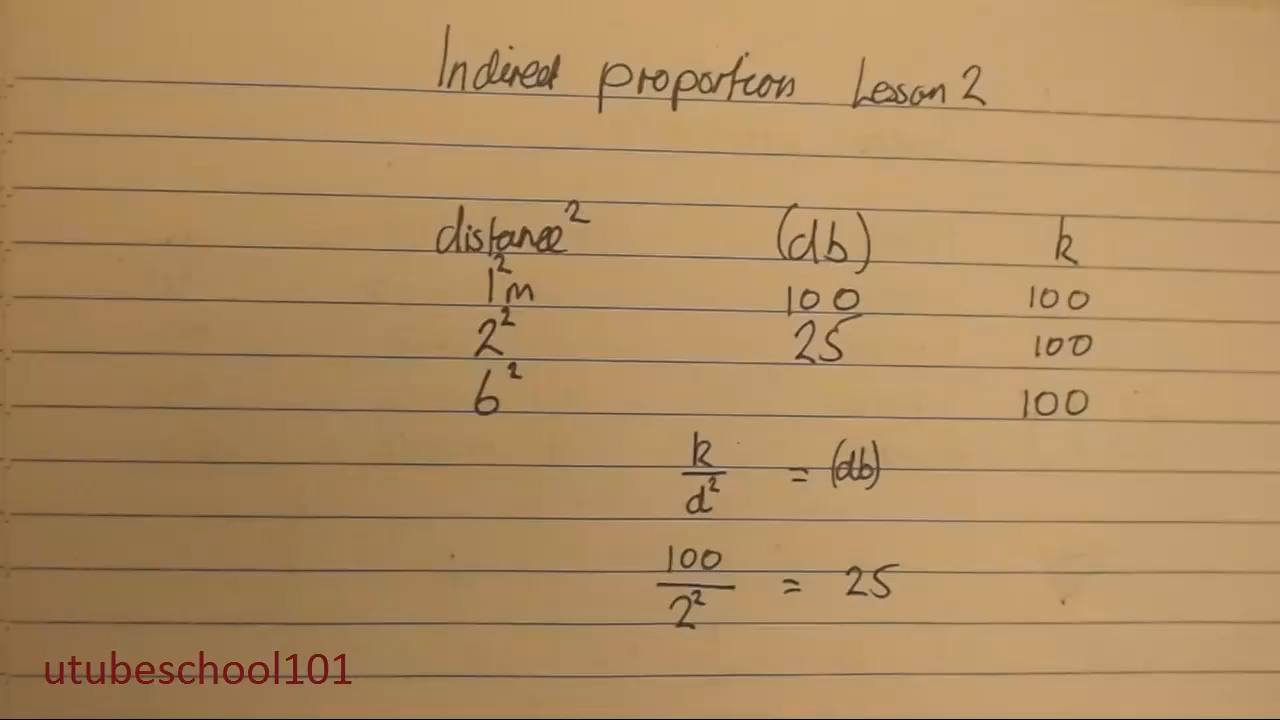 Indirect proportion Lesson 2
distance² (db) k
1²m 100 100
2² 25 100
6² 100
k/d² = (db)
100/2² = 25
utubeschool101